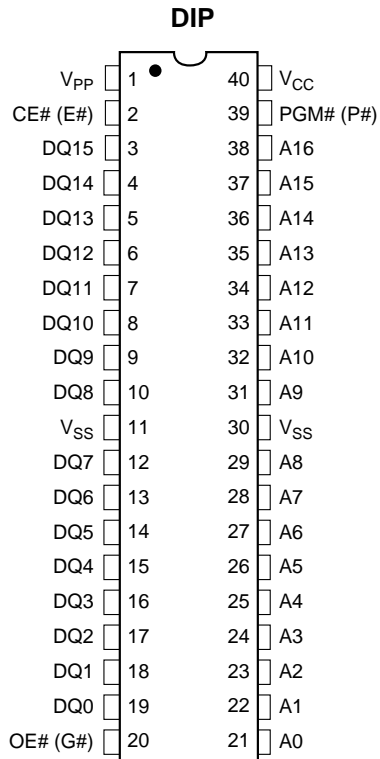 DIP
V_PP 1 40 V_CC
CE# (E#) 2 39 PGM# (P#)
DQ15 3 38 A16
DQ14 4 37 A15
DQ13 5 36 A14
DQ12 6 35 A13
DQ11 7 34 A12
DQ10 8 33 A11
DQ9 9 32 A10
DQ8 10 31 A9
V_SS 11 30 V_SS
DQ7 12 29 A8
DQ6 13 28 A7
DQ5 14 27 A6
DQ4 15 26 A5
DQ3 16 25 A4
DQ2 17 24 A3
DQ1 18 23 A2
DQ0 19 22 A1
OE# (G#) 20 21 A0